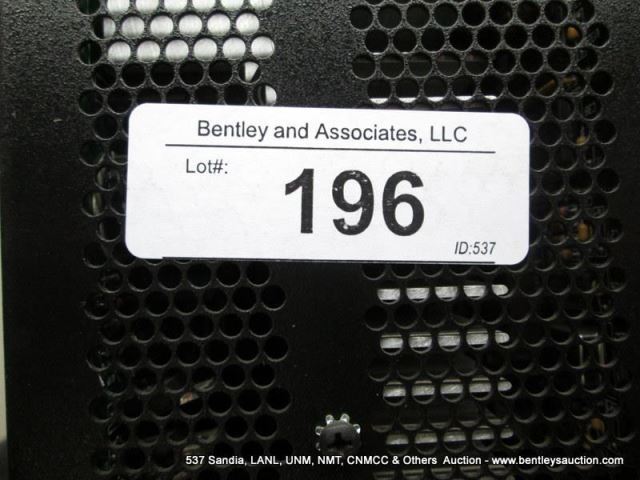 Bentley and Associates, LLC
Lot#:
196
ID:537
537 Sandia, LANL, UNM, NMT, CNMCC & Others  Auction - www.bentleysauction.com